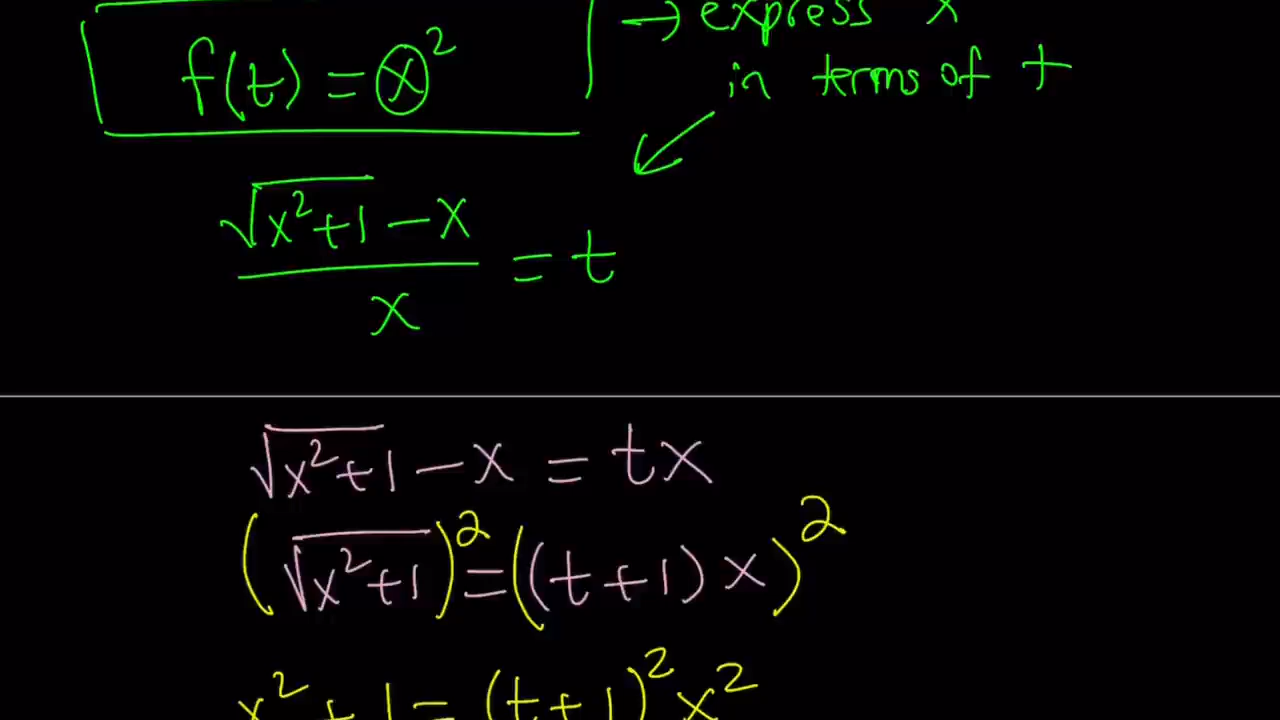 → express x
f(t) = x²
in terms of t
(√(x²+1) − x)/x = t
√(x²+1) − x = tx
(√(x²+1))² = ((t+1)x)²
x² + 1 = (t+1)² x²